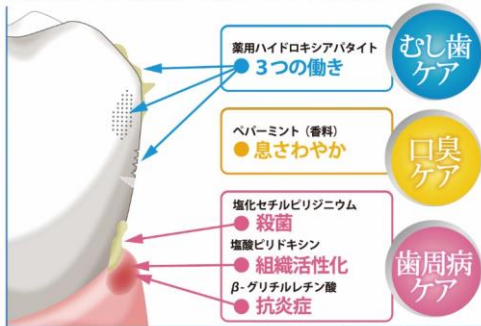 薬用ハイドロキシアパタイト
● 3つの働き
むし歯
ケア
ペパーミント（香料）
● 息さわやか
口臭
ケア
塩化セチルピリジニウム
● 殺菌
塩酸ピリドキシン
● 組織活性化
β-グリチルレチン酸
● 抗炎症
歯周病
ケア